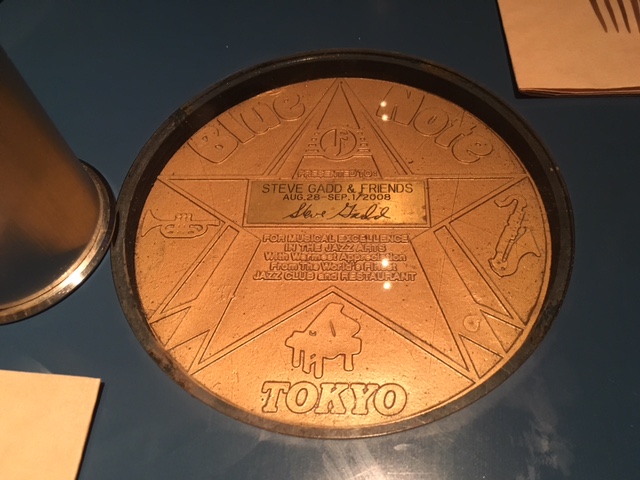 Blue Note
PRESENTED TO:
STEVE GADD & FRIENDS
AUG.28-SEP.1/2008
Steve Gadd
FOR MUSICAL EXCELLENCE
IN THE JAZZ ARTS
With Warmest Appreciation
From The World's Finest
JAZZ CLUB and RESTAURANT
TOKYO